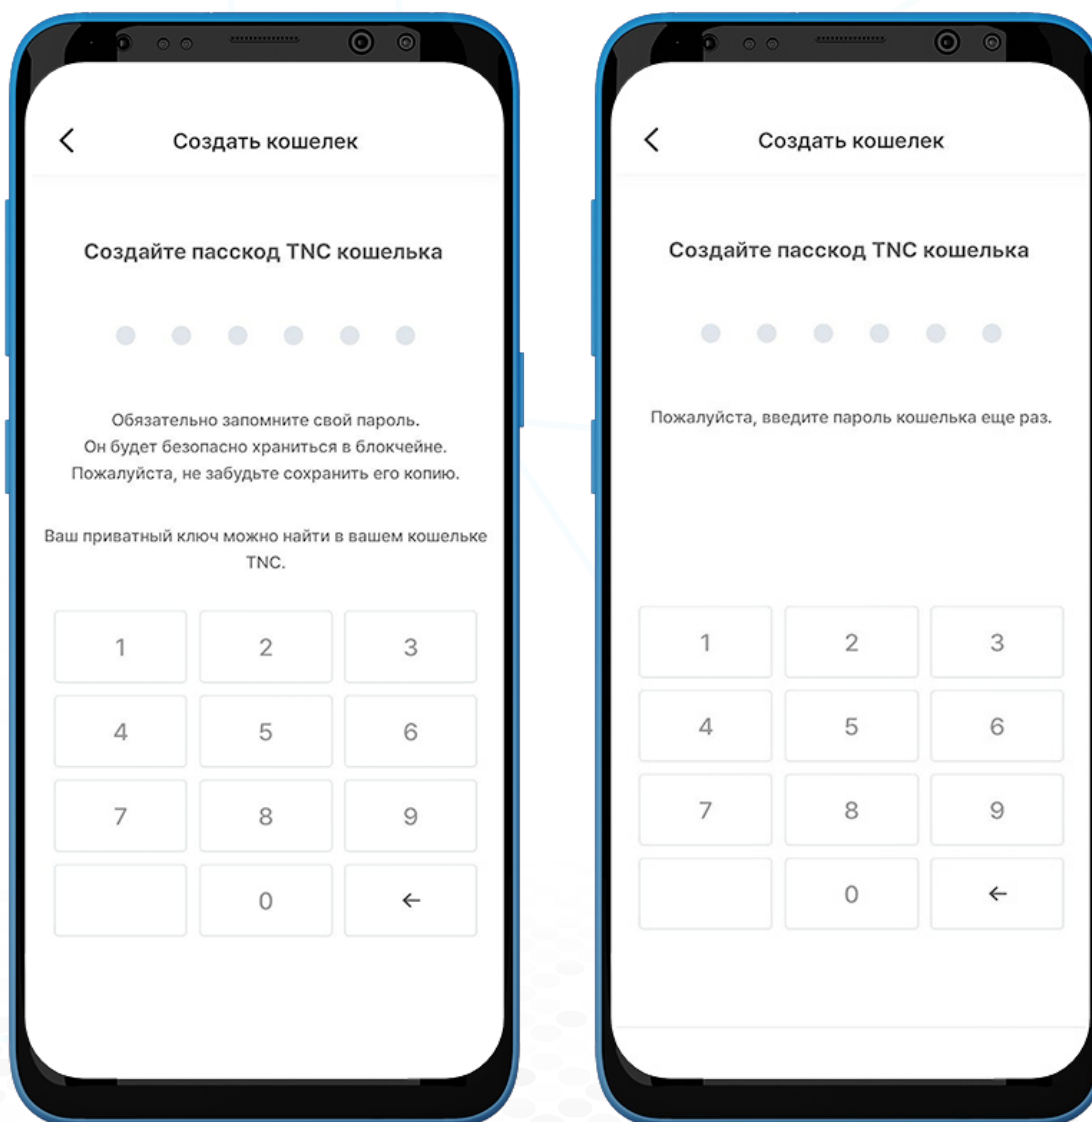 Создать кошелек
Создайте пасскод TNC кошелька
Обязательно запомните свой пароль.
Он будет безопасно храниться в блокчейне.
Пожалуйста, не забудьте сохранить его копию.
Ваш приватный ключ можно найти в вашем кошельке
TNC.
1 2 3
4 5 6
7 8 9
0 ←
Создать кошелек
Создайте пасскод TNC кошелька
Пожалуйста, введите пароль кошелька еще раз.
1 2 3
4 5 6
7 8 9
0 ←